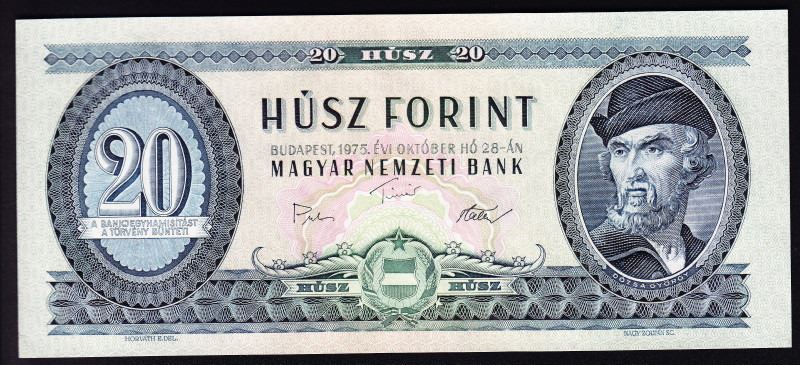 20 HÚSZ 20
HÚSZ FORINT
BUDAPEST, 1975. ÉVI OKTÓBER HÓ 28-ÁN
MAGYAR NEMZETI BANK
20
A BANKJEGYHAMISÍTÁST
A TÖRVÉNY BÜNTETI
HÚSZ HÚSZ
DÓZSA GYÖRGY
HORVÁTH E. DEL.
NAGY ZOLTÁN SC.